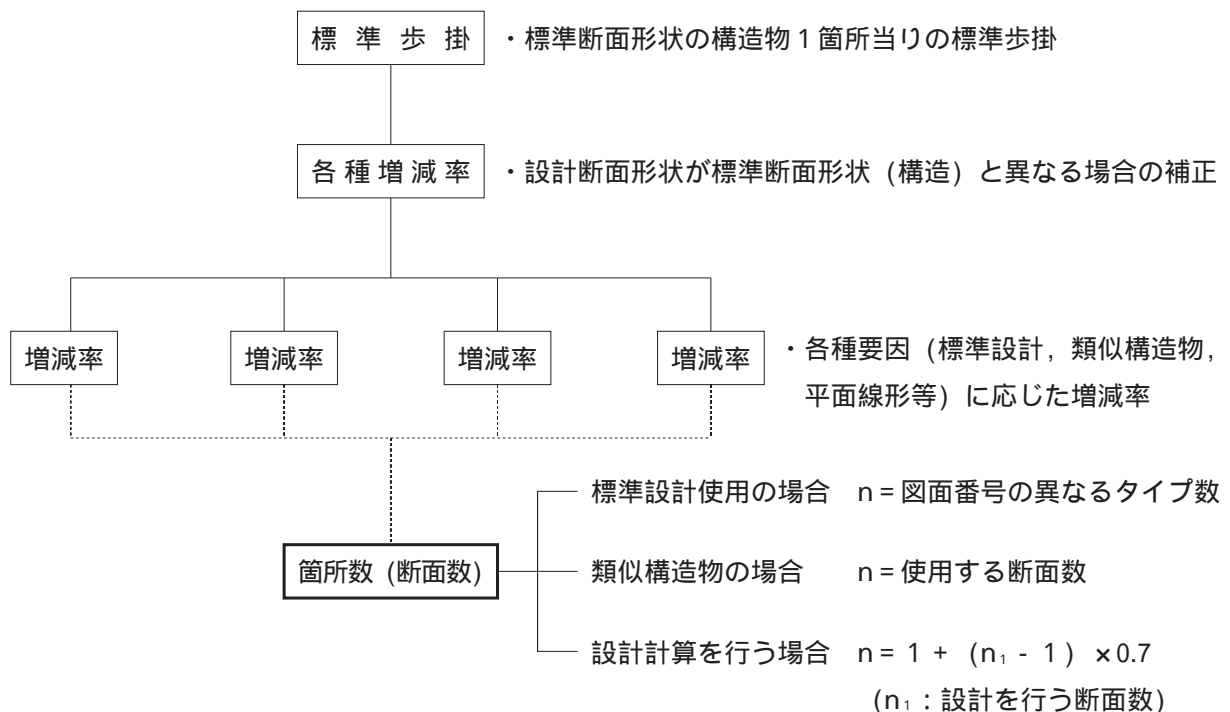 標準歩掛 ・標準断面形状の構造物1箇所当りの標準歩掛
各種増減率 ・設計断面形状が標準断面形状(構造)と異なる場合の補正
増減率 増減率 増減率 増減率 ・各種要因(標準設計，類似構造物，
平面線形等)に応じた増減率
標準設計使用の場合 n=図面番号の異なるタイプ数
箇所数(断面数) 類似構造物の場合 n=使用する断面数
設計計算を行う場合 n=1+(n₁-1)×0.7
(n₁:設計を行う断面数)